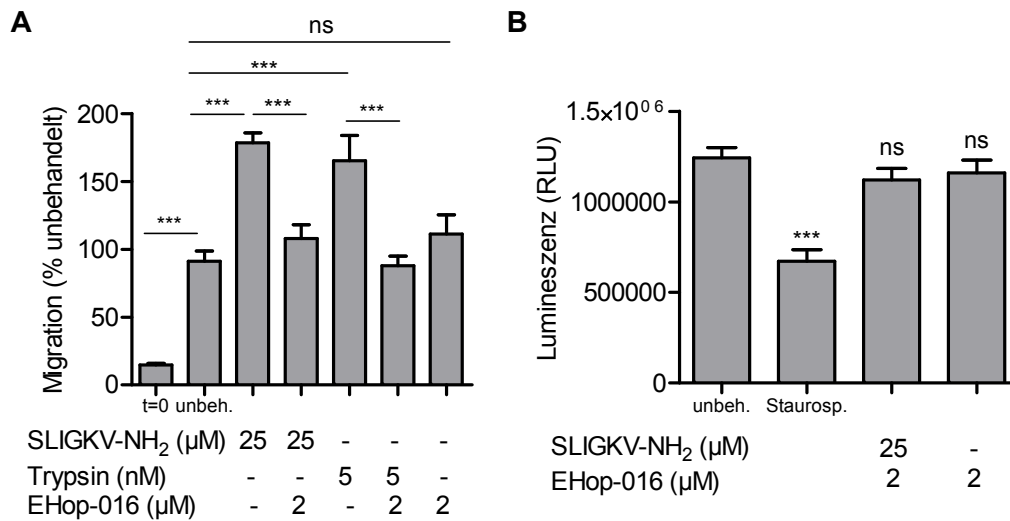 A
ns
***
*** ***
***
***
Migration (% unbehandelt)
200
150
100
50
0
t=0 unbeh.
SLIGKV-NH2 (µM) 25 25 - - - -
Trypsin (nM) - - 5 5 -
EHop-016 (µM) - 2 - 2 2
B
Lumineszenz (RLU)
1.5×10^06
1000000
500000
0
ns
ns
***
unbeh. Staurosp.
SLIGKV-NH2 (µM) 25 -
EHop-016 (µM) 2 2